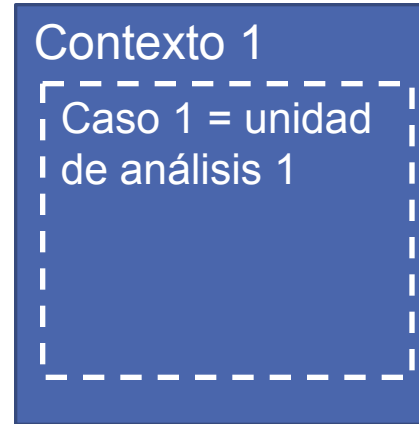 Contexto 1
Caso 1 = unidad
de análisis 1